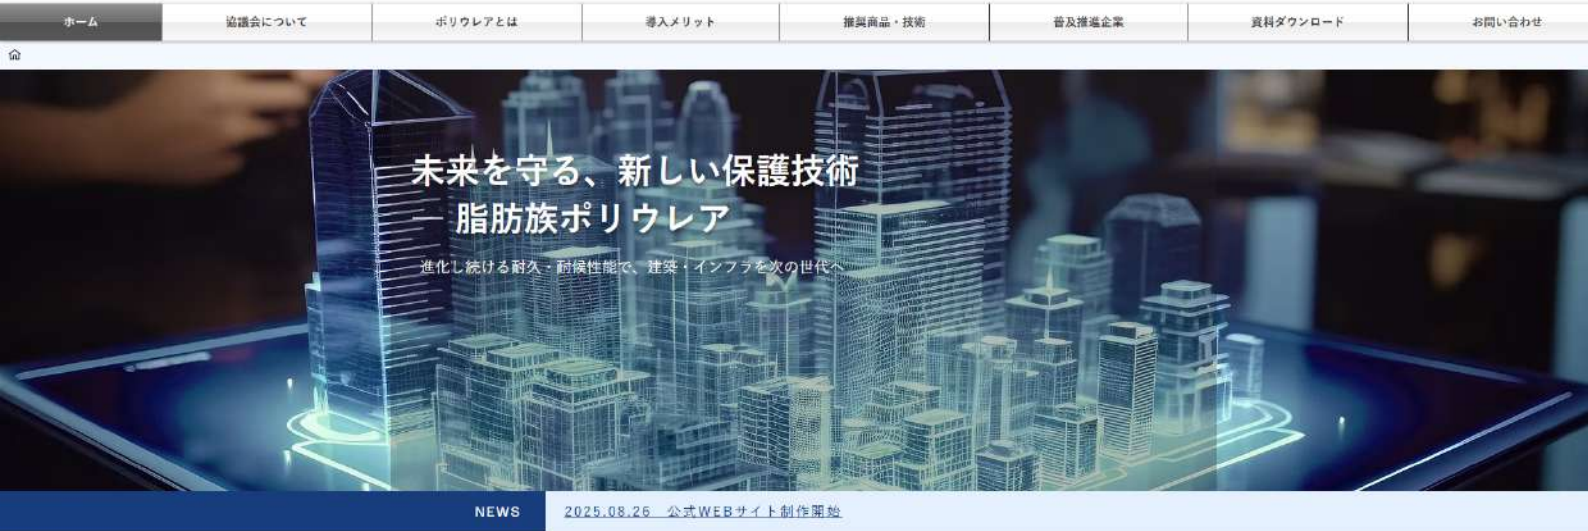 ホーム
協議会について
ポリウレアとは
導入メリット
推奨商品・技術
普及推進企業
資料ダウンロード
お問い合わせ
未来を守る、新しい保護技術
― 脂肪族ポリウレア
進化し続ける耐久・耐候性能で、建築・インフラを次の世代へ
NEWS
2025.08.26　公式WEBサイト制作開始